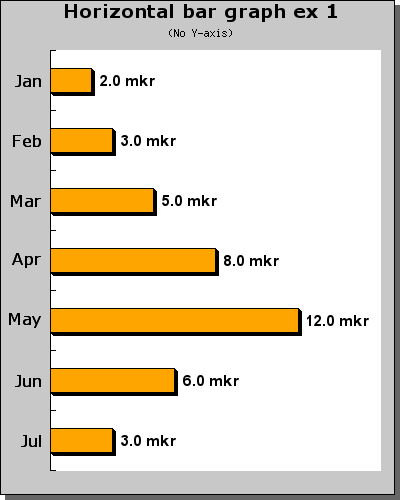 Horizontal bar graph ex 1
(No Y-axis)
Jan 2.0 mkr
Feb 3.0 mkr
Mar 5.0 mkr
Apr 8.0 mkr
May 12.0 mkr
Jun 6.0 mkr
Jul 3.0 mkr